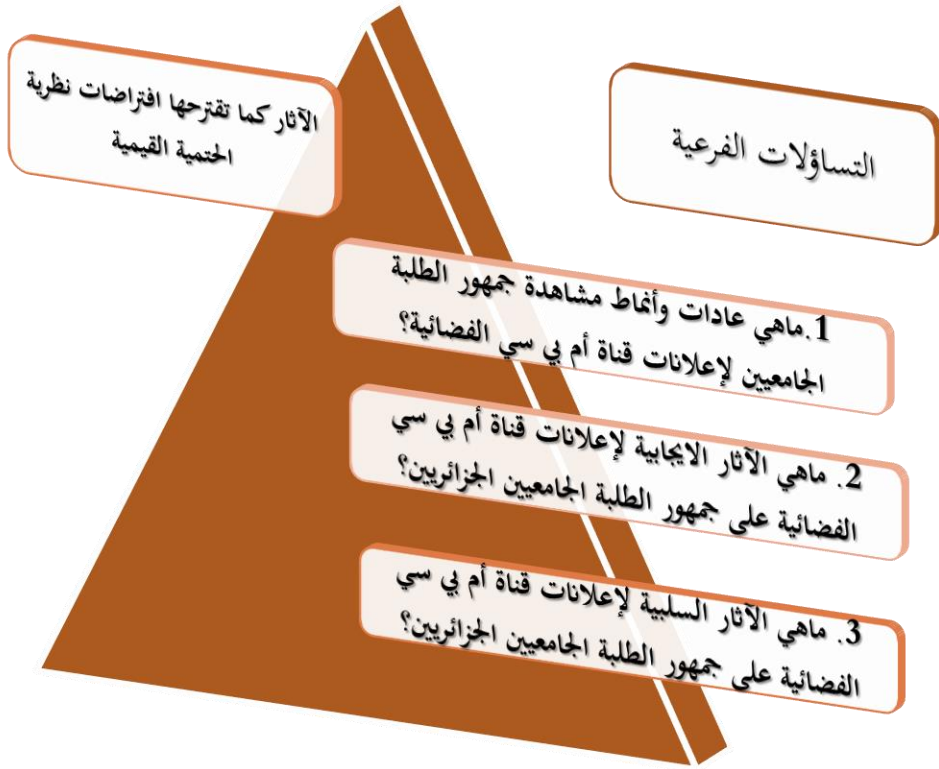 التساؤلات الفرعية
الآثار كما تقترحها افتراضات نظرية
الحتمية القيمية
1.ماهي عادات وأنماط مشاهدة جمهور الطلبة
الجامعيين لإعلانات قناة أم بي سي الفضائية؟
2. ماهي الآثار الايجابية لإعلانات قناة أم بي سي
الفضائية على جمهور الطلبة الجامعيين الجزائريين؟
3. ماهي الآثار السلبية لإعلانات قناة أم بي سي
الفضائية على جمهور الطلبة الجامعيين الجزائريين؟